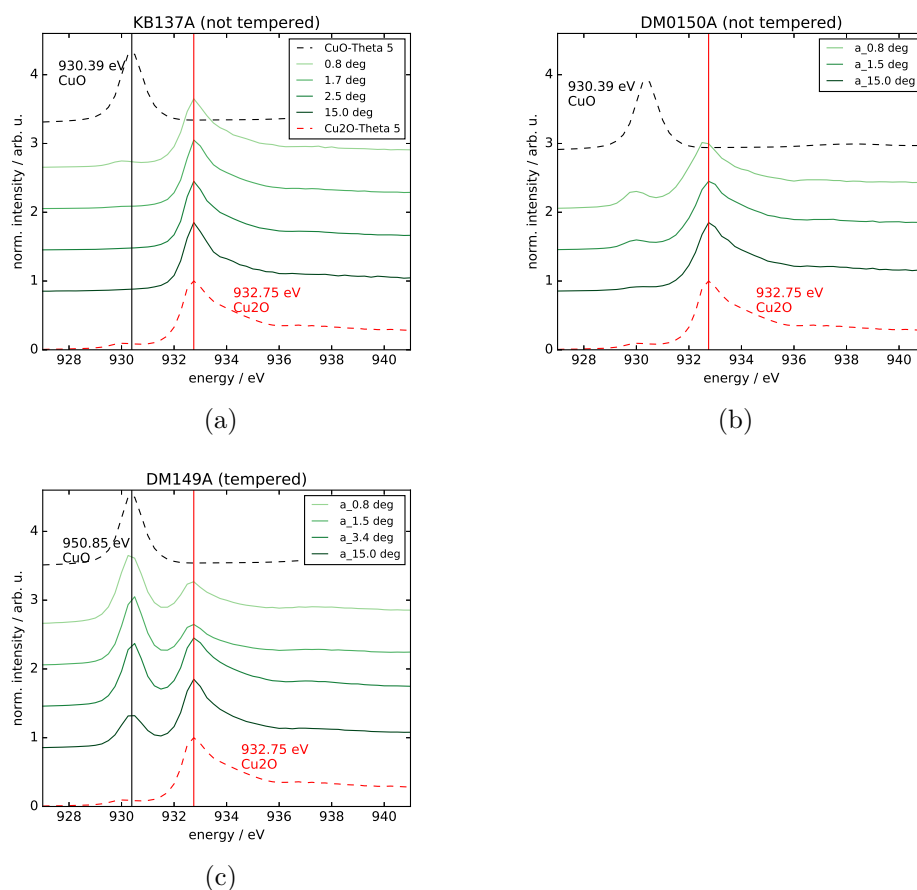 KB137A (not tempered)
norm. intensity / arb. u.
4
3
2
1
0
930.39 eV
CuO
CuO-Theta 5
0.8 deg
1.7 deg
2.5 deg
15.0 deg
Cu2O-Theta 5
932.75 eV
Cu2O
928 930 932 934 936 938 940
energy / eV
(a)
DM0150A (not tempered)
norm. intensity / arb. u.
4
3
2
1
0
930.39 eV
CuO
a_0.8 deg
a_1.5 deg
a_15.0 deg
932.75 eV
Cu2O
928 930 932 934 936 938 940
energy / eV
(b)
DM149A (tempered)
norm. intensity / arb. u.
4
3
2
1
0
950.85 eV
CuO
a_0.8 deg
a_1.5 deg
a_3.4 deg
a_15.0 deg
932.75 eV
Cu2O
928 930 932 934 936 938 940
energy / eV
(c)